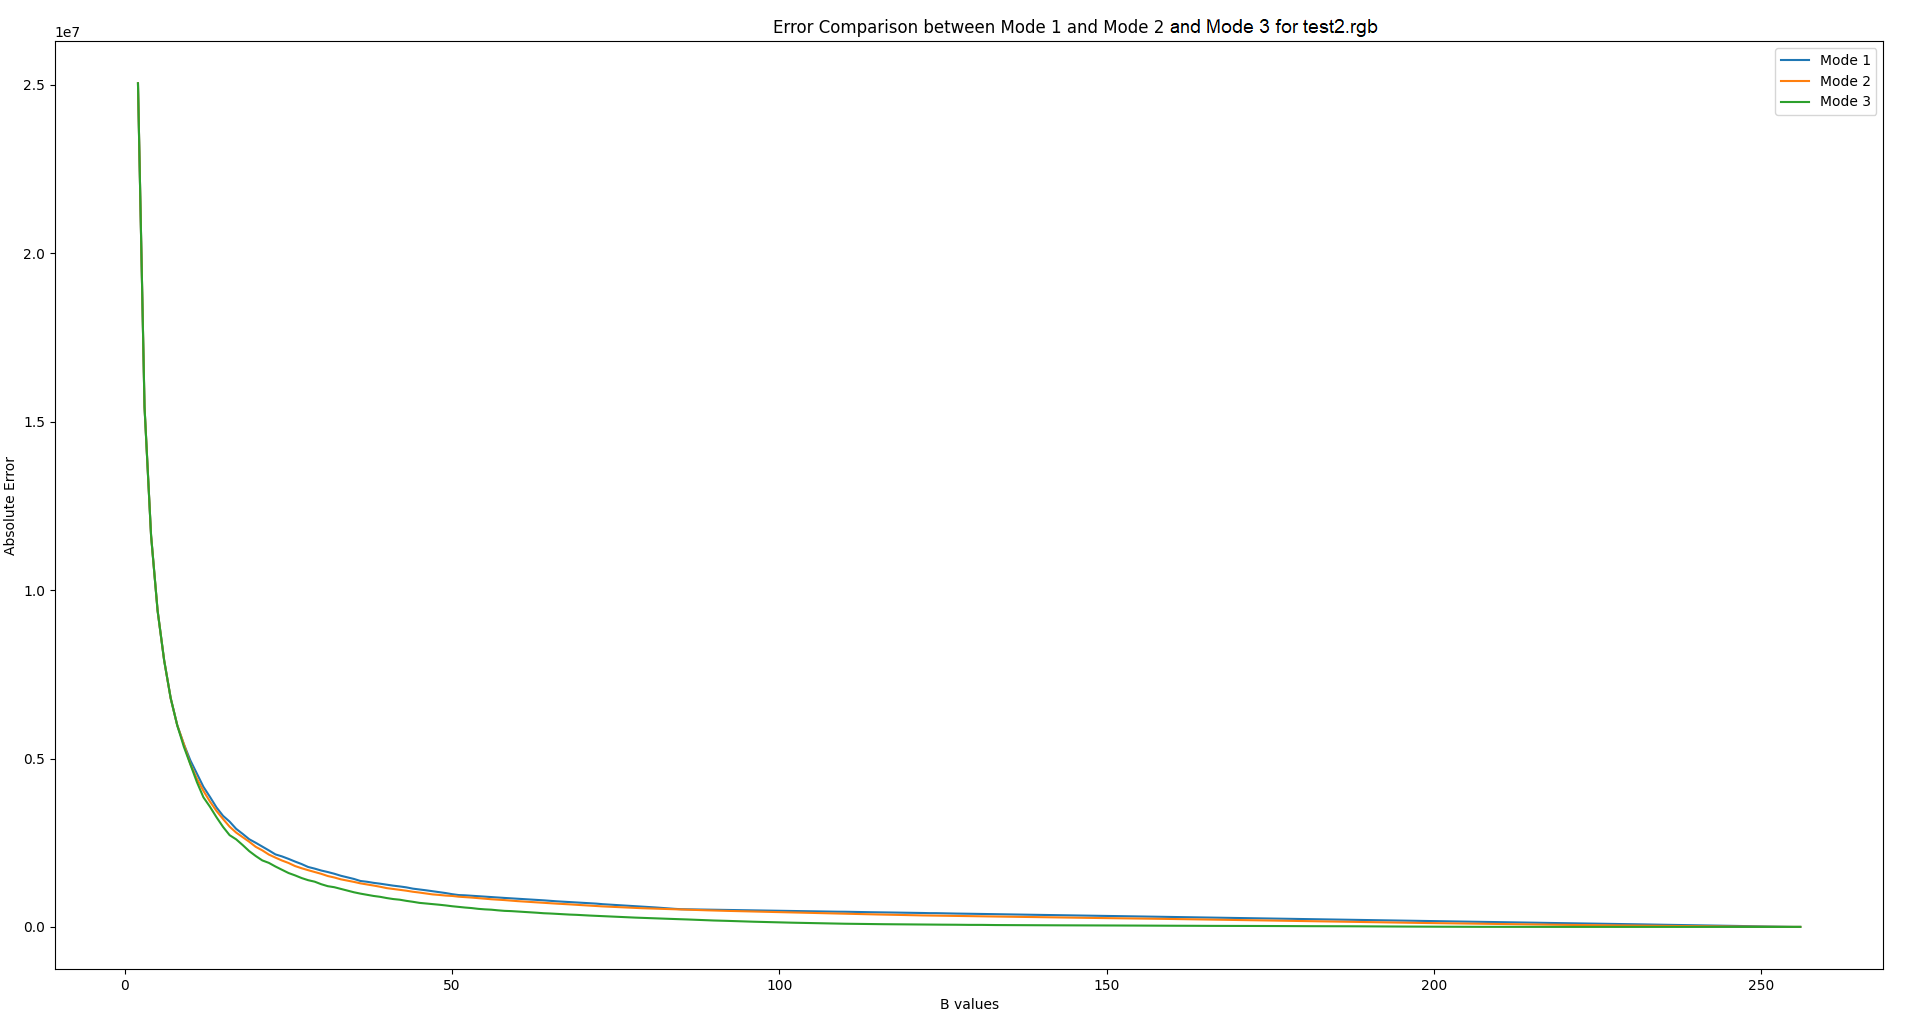 Error Comparison between Mode 1 and Mode 2 and Mode 3 for test2.rgb
1e7
Mode 1
Mode 2
Mode 3
2.5
2.0
1.5
1.0
0.5
0.0
Absolute Error
0 50 100 150 200 250
B values